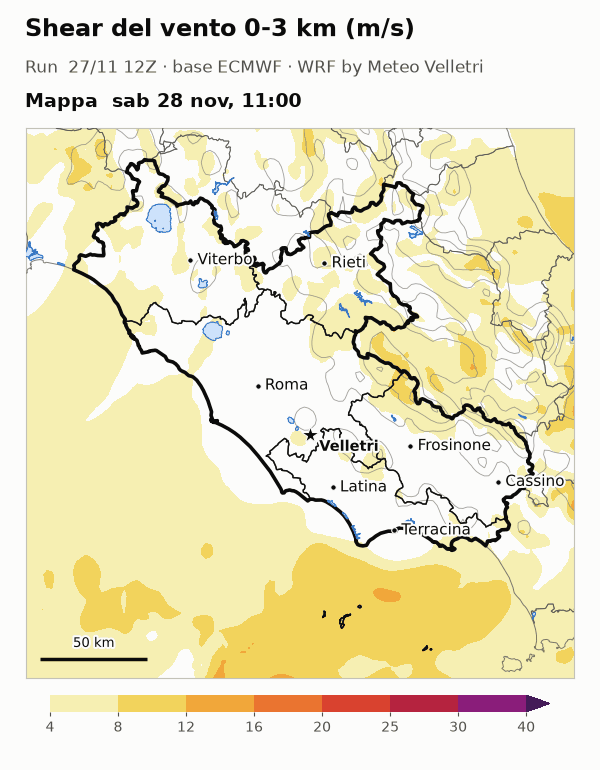 Shear del vento 0-3 km (m/s)
Run  27/11 12Z · base ECMWF · WRF by Meteo Velletri
Mappa  sab 28 nov, 11:00
Viterbo
Rieti
Roma
Velletri
Frosinone
Cassino
Latina
Terracina
50 km
4 8 12 16 20 25 30 40